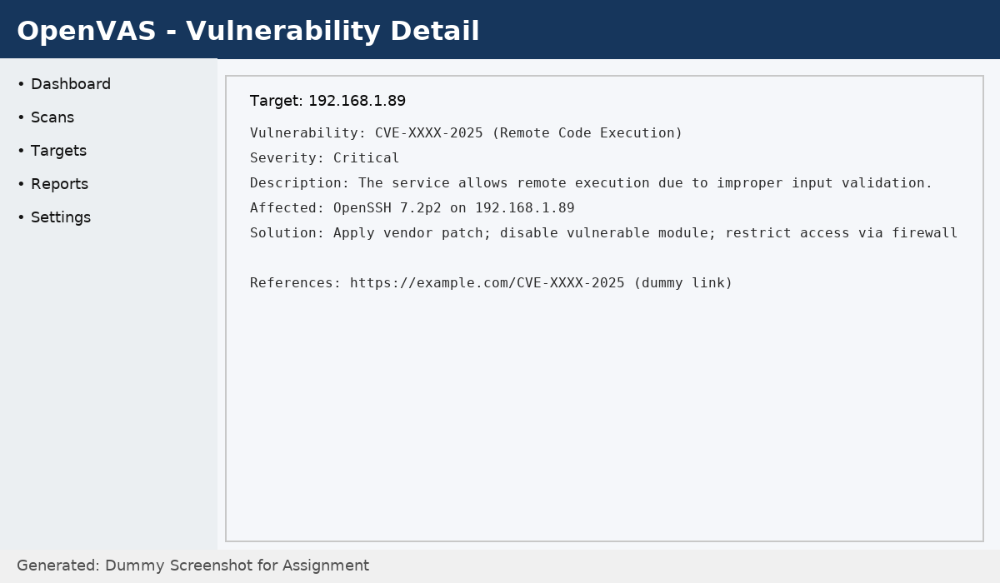 OpenVAS - Vulnerability Detail
• Dashboard
• Scans
• Targets
• Reports
• Settings
Target: 192.168.1.89
Vulnerability: CVE-XXXX-2025 (Remote Code Execution)
Severity: Critical
Description: The service allows remote execution due to improper input validation.
Affected: OpenSSH 7.2p2 on 192.168.1.89
Solution: Apply vendor patch; disable vulnerable module; restrict access via firewall
References: https://example.com/CVE-XXXX-2025 (dummy link)
Generated: Dummy Screenshot for Assignment